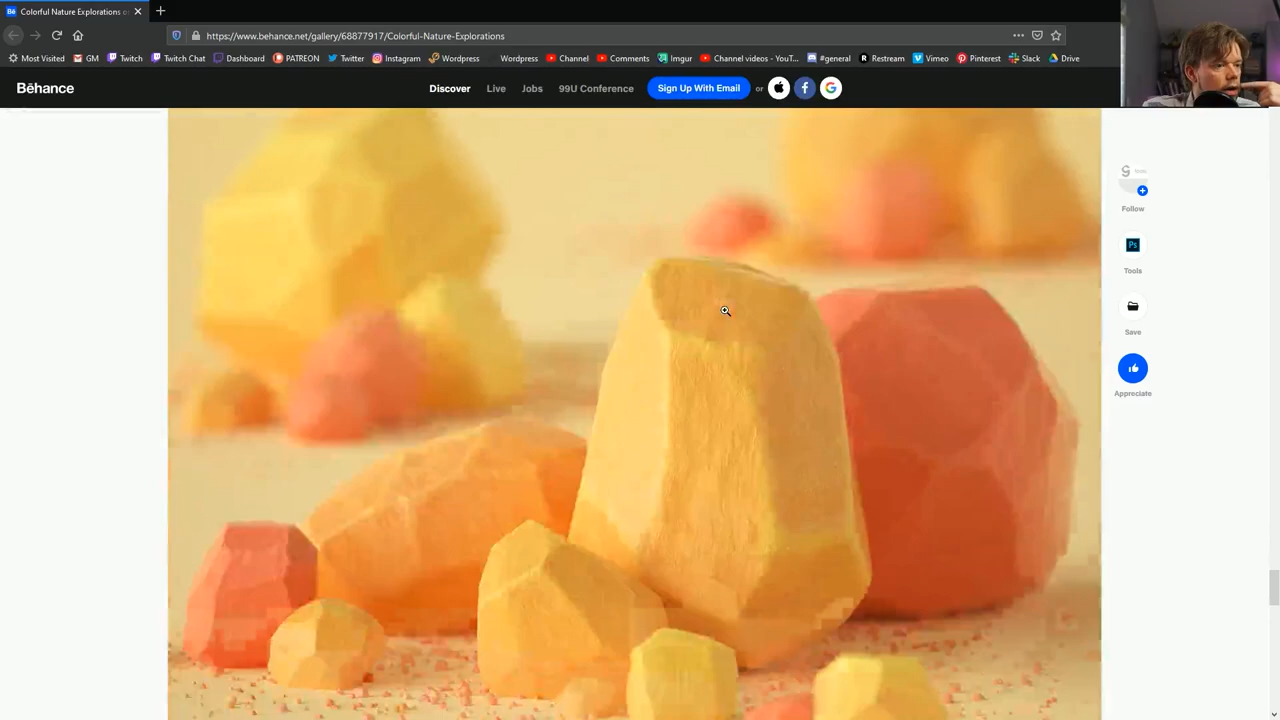 Bē Colorful Nature Explorations o
https://www.behance.net/gallery/68877917/Colorful-Nature-Explorations
Most Visited GM Twitch Twitch Chat Dashboard PATREON Twitter Instagram Wordpress Wordpress Channel Comments Imgur Channel videos - YouT... #general Restream Vimeo Pinterest Slack Drive
Bēhance Discover Live Jobs 99U Conference Sign Up With Email or
Follow
Ps
Tools
Save
Appreciate